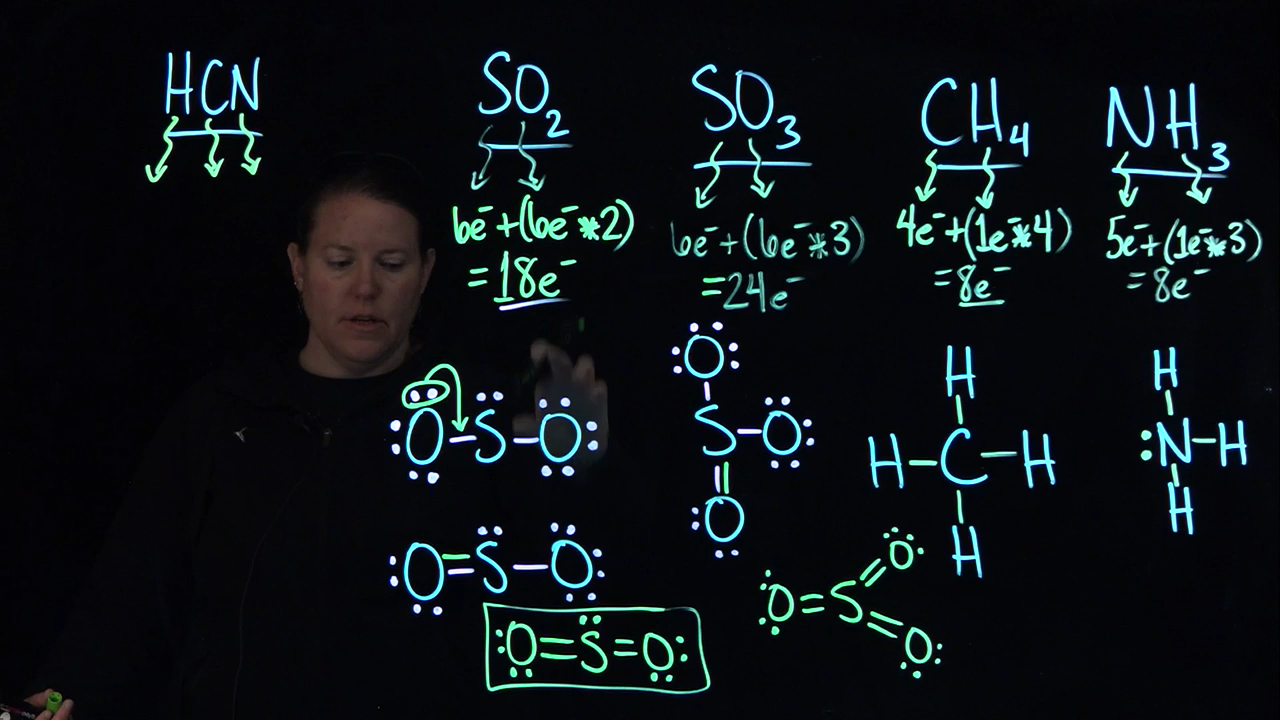 HCN
SO₂
6e⁻+(6e⁻*2)
=18e⁻
:O-S-O:
:O=S-O:
:O=S=O:
SO₃
6e⁻+(6e⁻*3)
=24e⁻
:O:
S-O:
:O
:O=S=O:
O:
CH₄
4e⁻+(1e⁻*4)
=8e⁻
H
H-C-H
H
NH₃
5e⁻+(1e⁻*3)
=8e⁻
H
:N-H
H